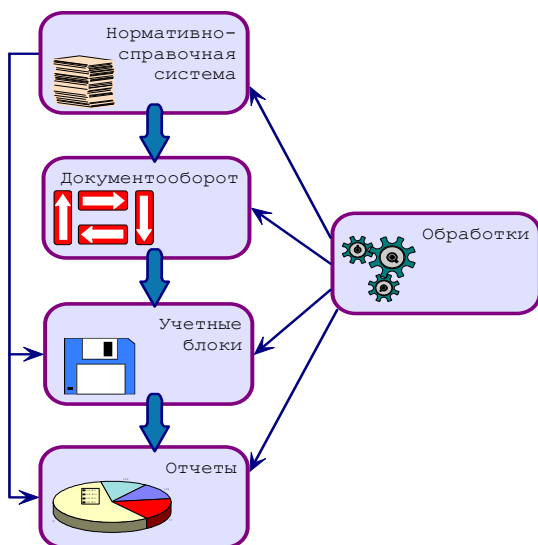 Нормативно-
справочная
система
Документооборот
Обработки
Учетные
блоки
Отчеты